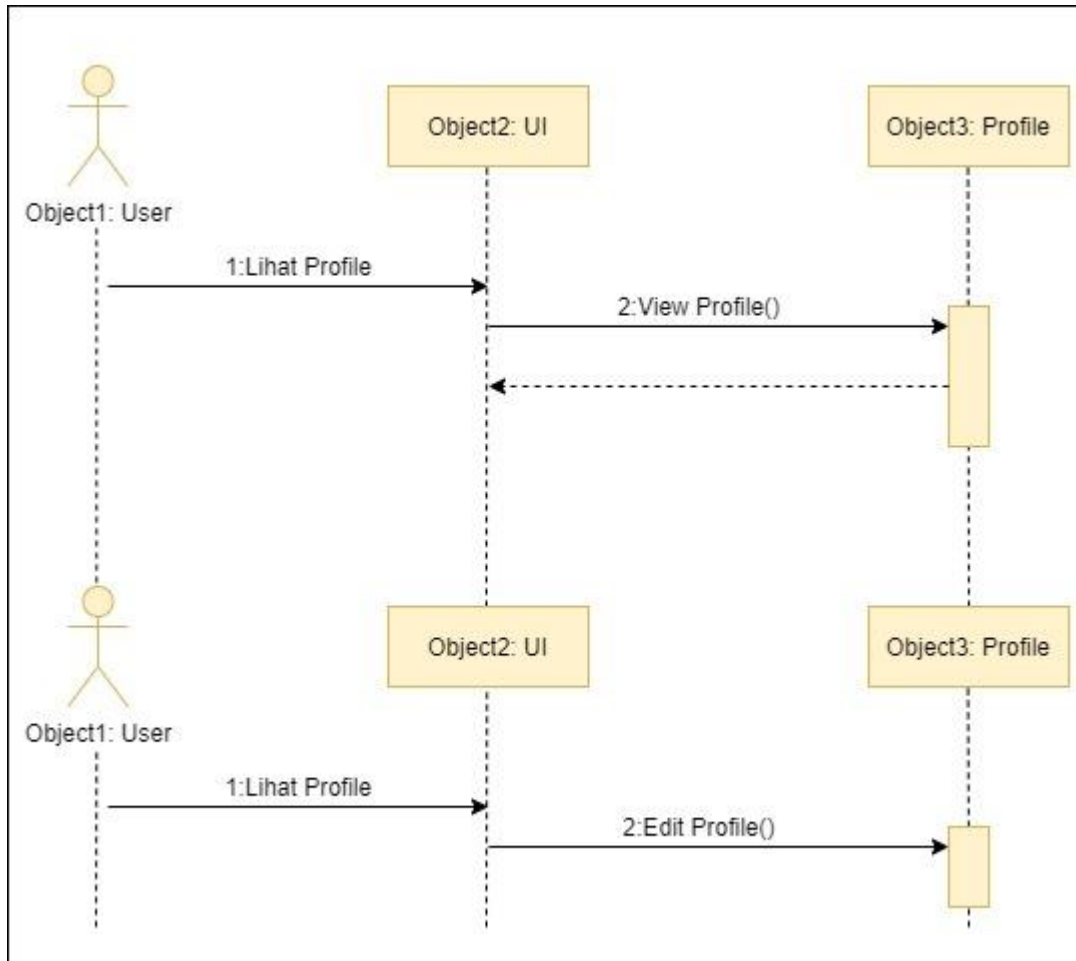 Object2: UI
Object3: Profile
Object1: User
1:Lihat Profile
2:View Profile()
Object2: UI
Object3: Profile
Object1: User
1:Lihat Profile
2:Edit Profile()